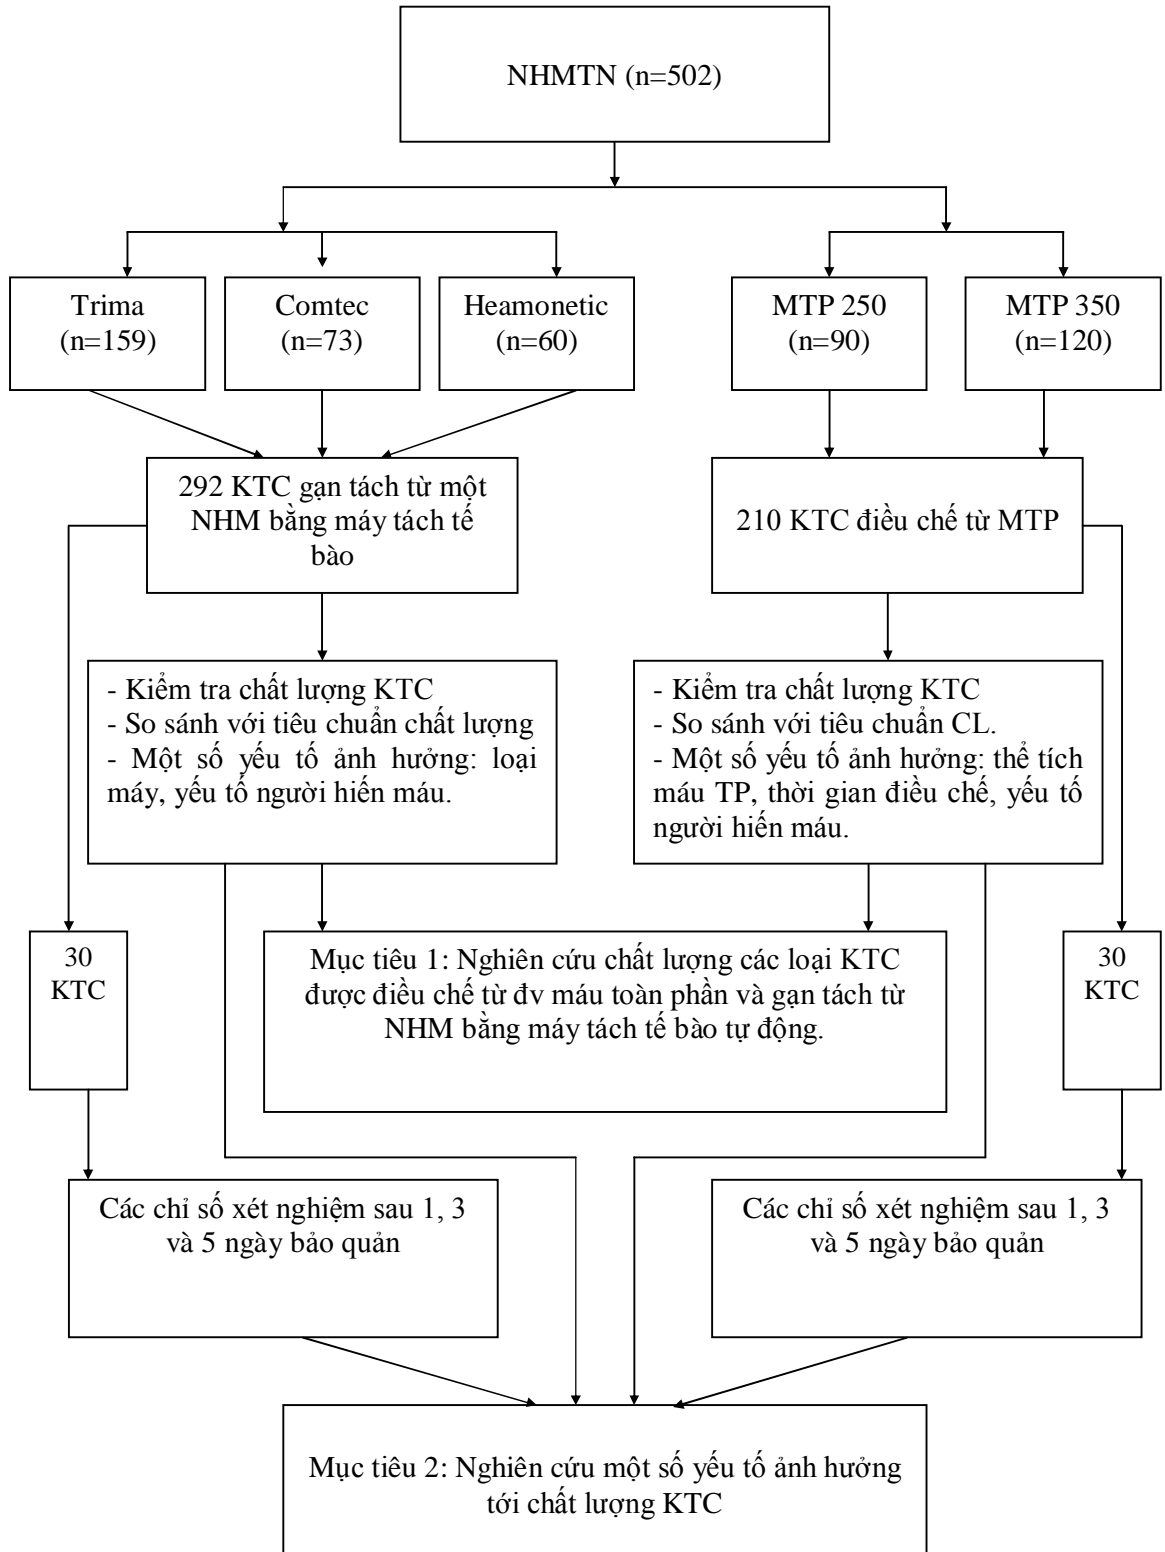 NHMTN (n=502)
Trima
(n=159)
Comtec
(n=73)
Heamonetic
(n=60)
MTP 250
(n=90)
MTP 350
(n=120)
292 KTC gạn tách từ một
NHM bằng máy tách tế
bào
210 KTC điều chế từ MTP
- Kiểm tra chất lượng KTC
- So sánh với tiêu chuẩn chất lượng
- Một số yếu tố ảnh hưởng: loại
máy, yếu tố người hiến máu.
- Kiểm tra chất lượng KTC
- So sánh với tiêu chuẩn CL.
- Một số yếu tố ảnh hưởng: thể tích
máu TP, thời gian điều chế, yếu tố
người hiến máu.
30
KTC
Mục tiêu 1: Nghiên cứu chất lượng các loại KTC
được điều chế từ đv máu toàn phần và gạn tách từ
NHM bằng máy tách tế bào tự động.
30
KTC
Các chỉ số xét nghiệm sau 1, 3
và 5 ngày bảo quản
Các chỉ số xét nghiệm sau 1, 3
và 5 ngày bảo quản
Mục tiêu 2: Nghiên cứu một số yếu tố ảnh hưởng
tới chất lượng KTC